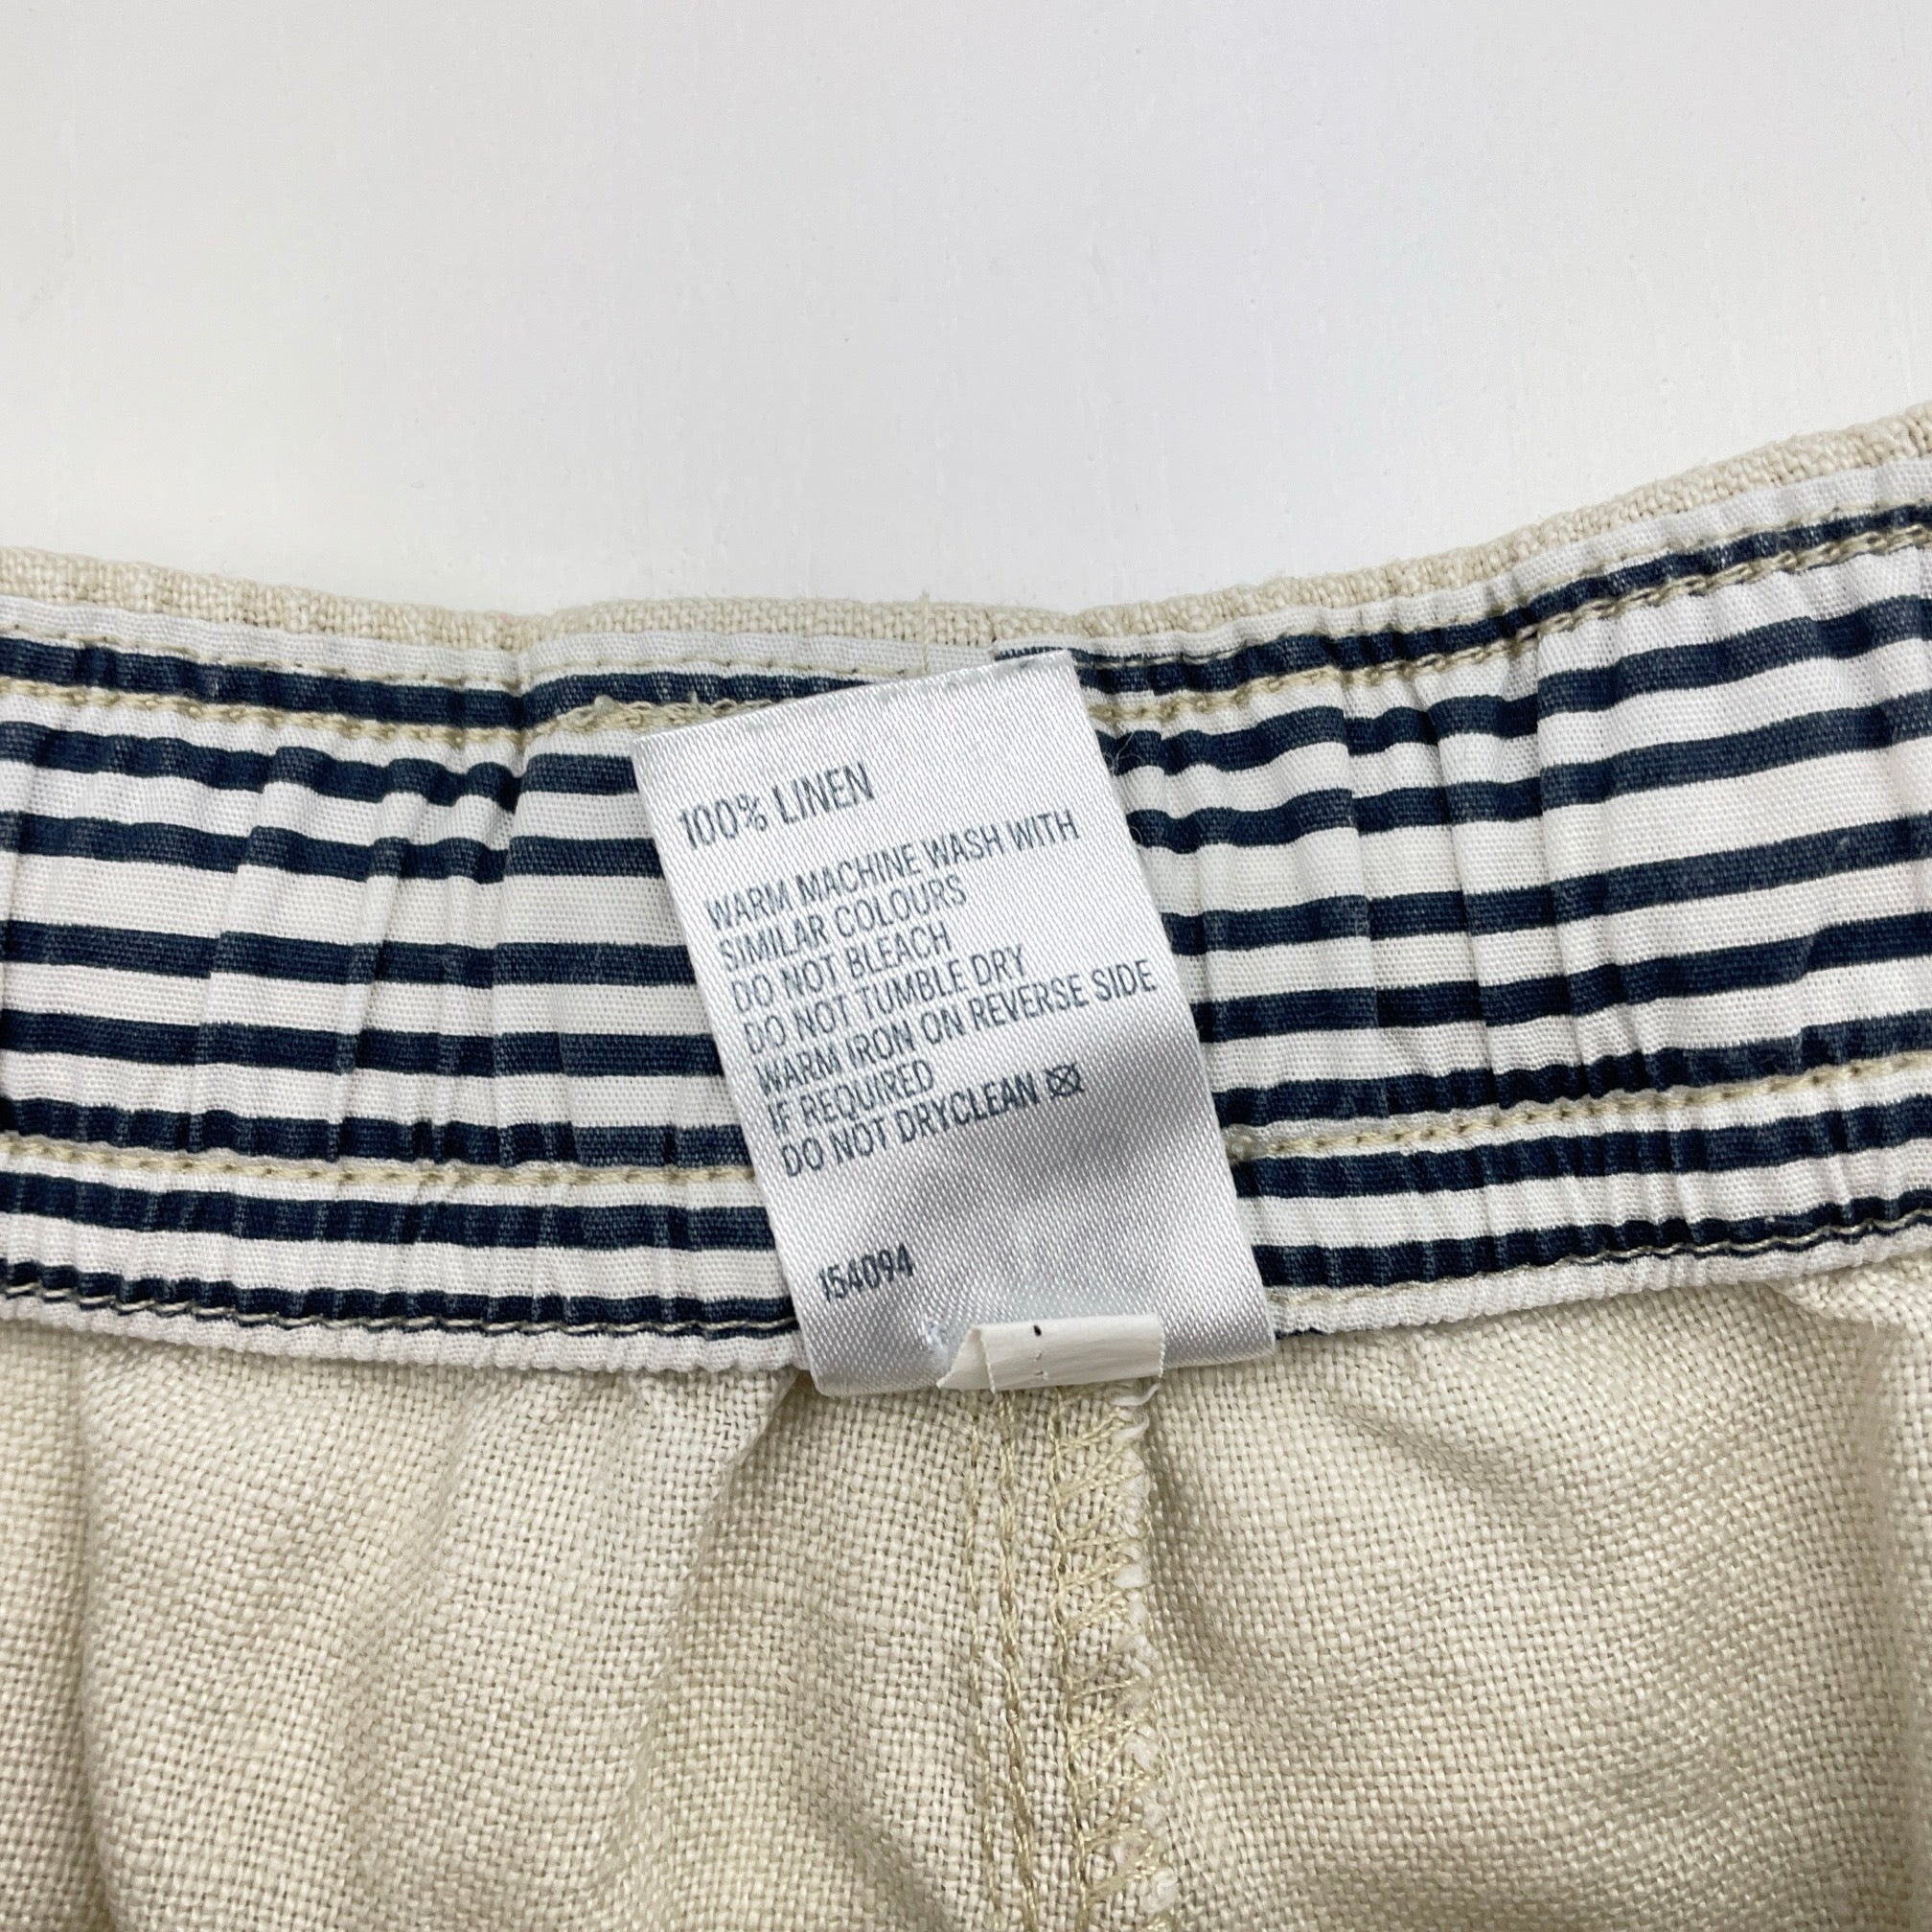 100% LINEN
WARM MACHINE WASH WITH
SIMILAR COLOURS
DO NOT BLEACH
DO NOT TUMBLE DRY
WARM IRON ON REVERSE SIDE
IF REQUIRED
DO NOT DRYCLEAN
154094